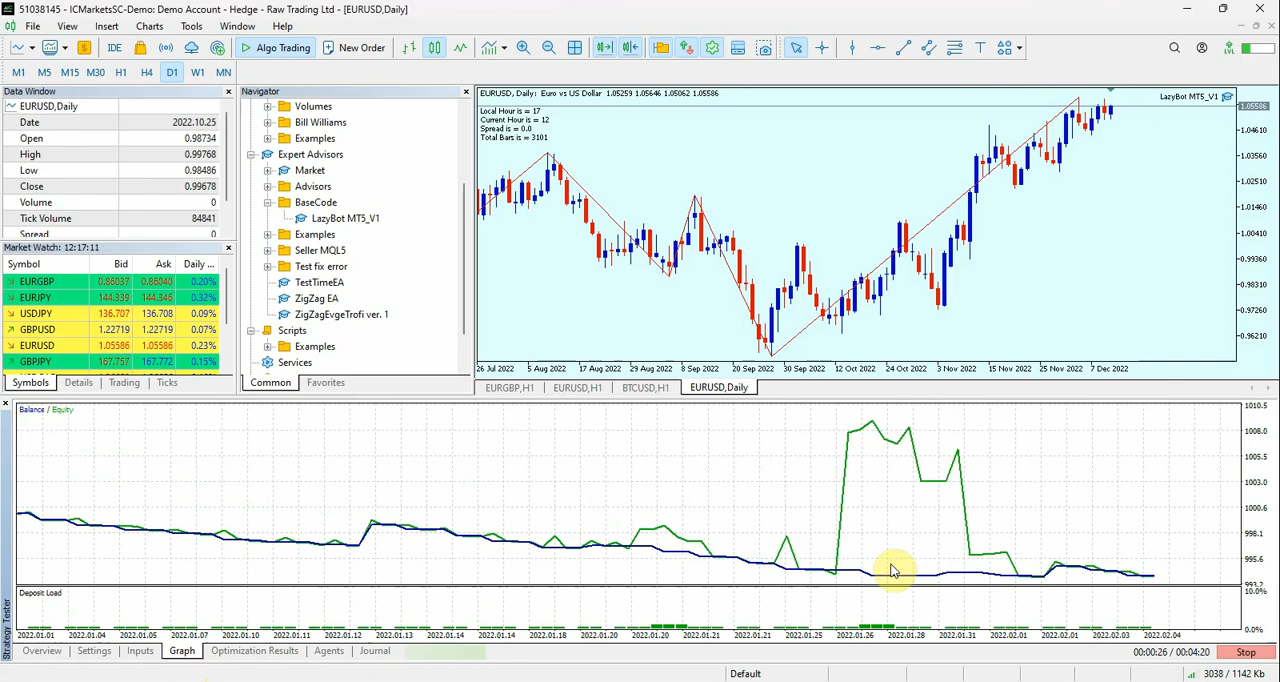 51038145 - ICMarketsSC-Demo: Demo Account - Hedge - Raw Trading Ltd - [EURUSD,Daily]
File View Insert Charts Tools Window Help
IDE Algo Trading New Order
M1 M5 M15 M30 H1 H4 D1 W1 MN
Data Window
EURUSD,Daily
Date 2022.10.25
Open 0.98734
High 0.99768
Low 0.98486
Close 0.99678
Volume 0
Tick Volume 84841
Spread
Market Watch: 12:17:11
Symbol Bid Ask Daily ...
EURGBP 0.86037 0.86040 0.20%
EURJPY 144.339 144.346 0.32%
USDJPY 136.707 136.708 0.09%
GBPUSD 1.22719 1.22719 0.07%
EURUSD 1.05586 1.05586 0.23%
GBPJPY 167.757 167.772 0.15%
Symbols Details Trading Ticks
Navigator
Volumes
Bill Williams
Examples
Expert Advisors
Market
Advisors
BaseCode
LazyBot MT5_V1
Examples
Seller MQL5
Test fix error
TestTimeEA
ZigZag EA
ZigZagEvgeTrofi ver. 1
Scripts
Examples
Services
Common Favorites
EURUSD, Daily: Euro vs US Dollar 1.05259 1.05646 1.05062 1.05586
LazyBot MT5_V1
Local Hour is = 17
Current Hour is = 12
Spread is = 0.0
Total Bars is = 3101
1.05586
1.04610
1.03560
1.02510
1.01460
1.00410
0.99360
0.98310
0.97260
0.96210
26 Jul 2022 5 Aug 2022 17 Aug 2022 29 Aug 2022 8 Sep 2022 20 Sep 2022 30 Sep 2022 12 Oct 2022 24 Oct 2022 3 Nov 2022 15 Nov 2022 25 Nov 2022 7 Dec 2022
EURGBP,H1 EURUSD,H1 BTCUSD,H1 EURUSD,Daily
Balance / Equity
1010.5
1008.0
1005.5
1003.0
1000.6
998.1
995.6
993.2
Deposit Load
10.0%
0.0%
2022.01.01 2022.01.04 2022.01.05 2022.01.07 2022.01.10 2022.01.11 2022.01.12 2022.01.13 2022.01.14 2022.01.14 2022.01.18 2022.01.20 2022.01.21 2022.01.21 2022.01.21 2022.01.25 2022.01.26 2022.01.28 2022.01.31 2022.02.01 2022.02.01 2022.02.03 2022.02.04
Strategy Tester
Overview Settings Inputs Graph Optimization Results Agents Journal
00:00:26 / 00:04:20 Stop
Default
3038 / 1142 Kb